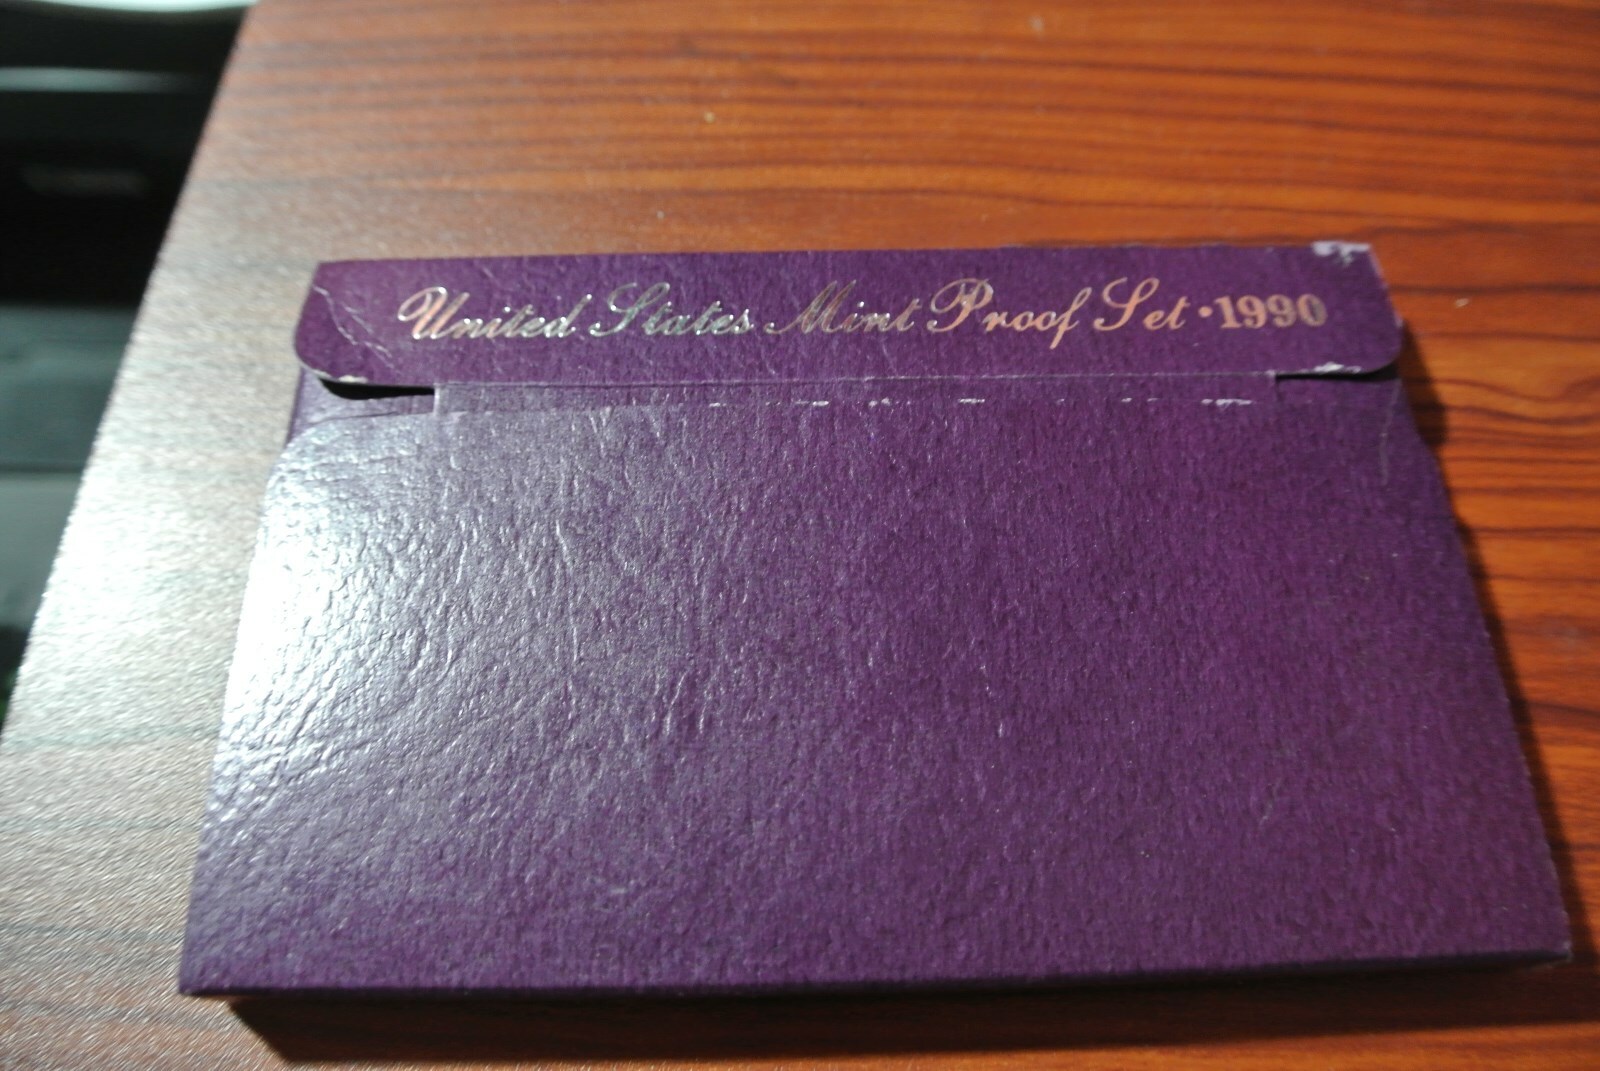 United States Mint Proof Set · 1990